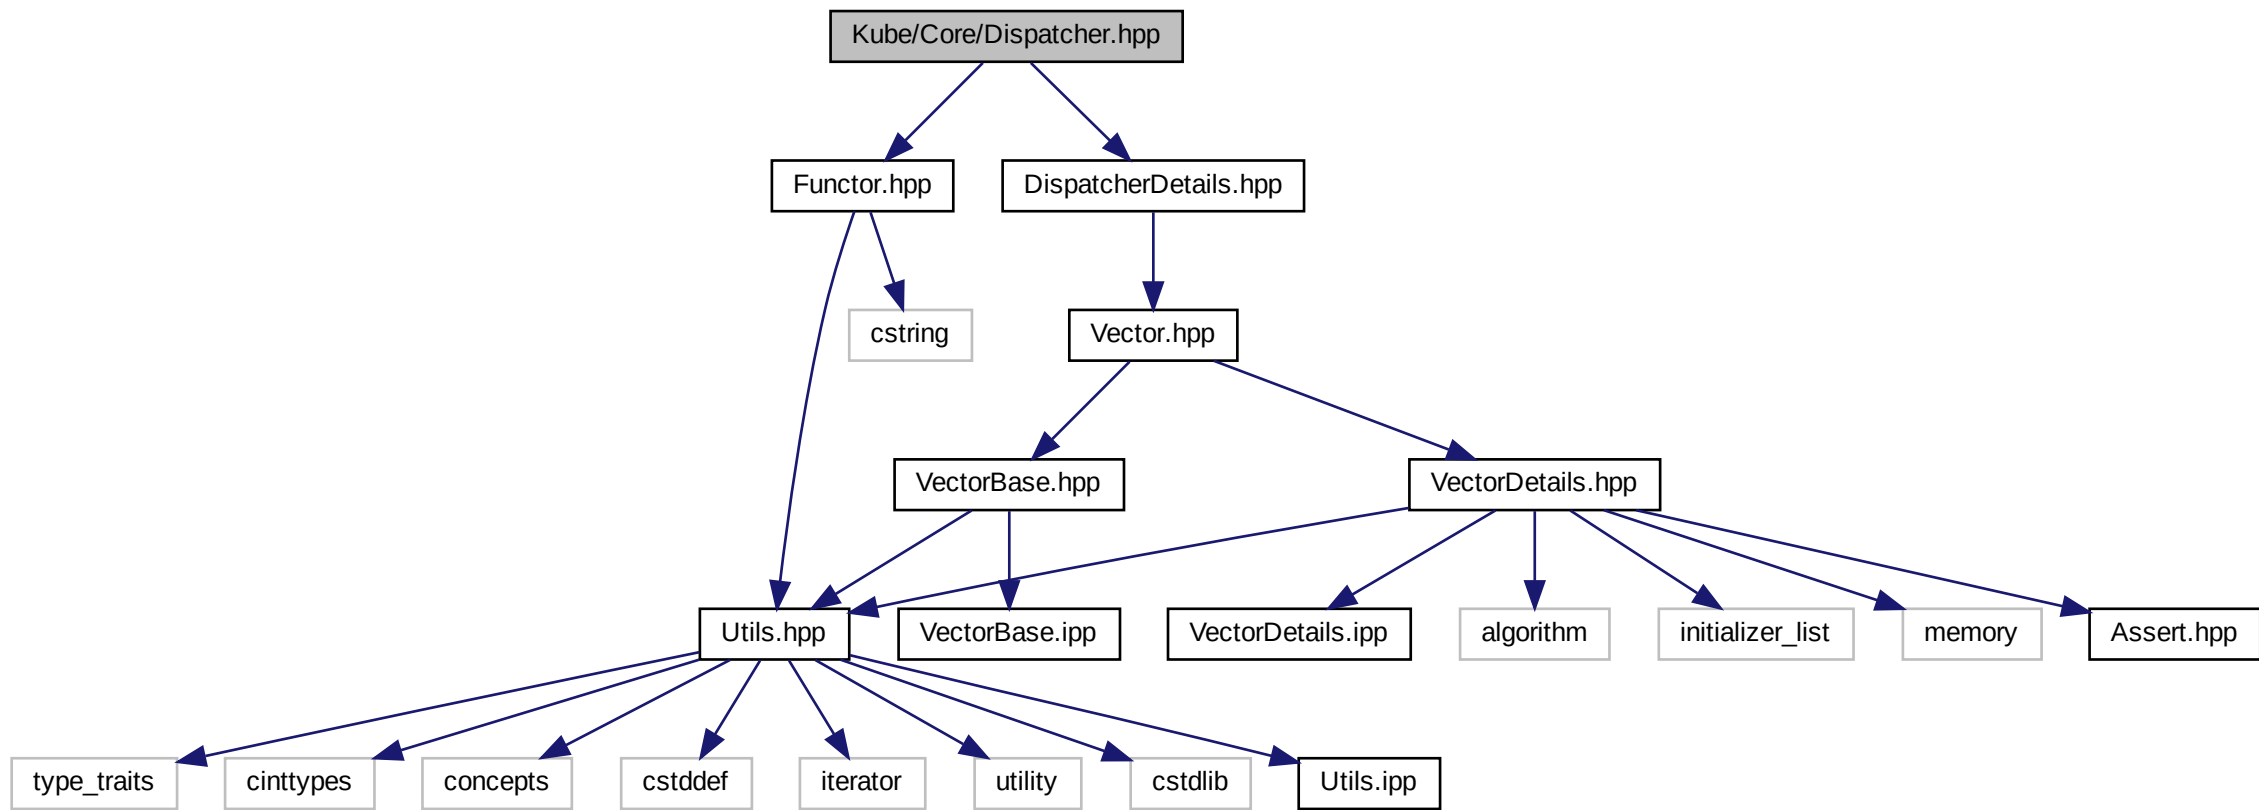 Kube/Core/Dispatcher.hpp
Functor.hpp
DispatcherDetails.hpp
cstring
Vector.hpp
VectorBase.hpp
VectorDetails.hpp
Utils.hpp
VectorBase.ipp
VectorDetails.ipp
algorithm
initializer_list
memory
Assert.hpp
type_traits
cinttypes
concepts
cstddef
iterator
utility
cstdlib
Utils.ipp